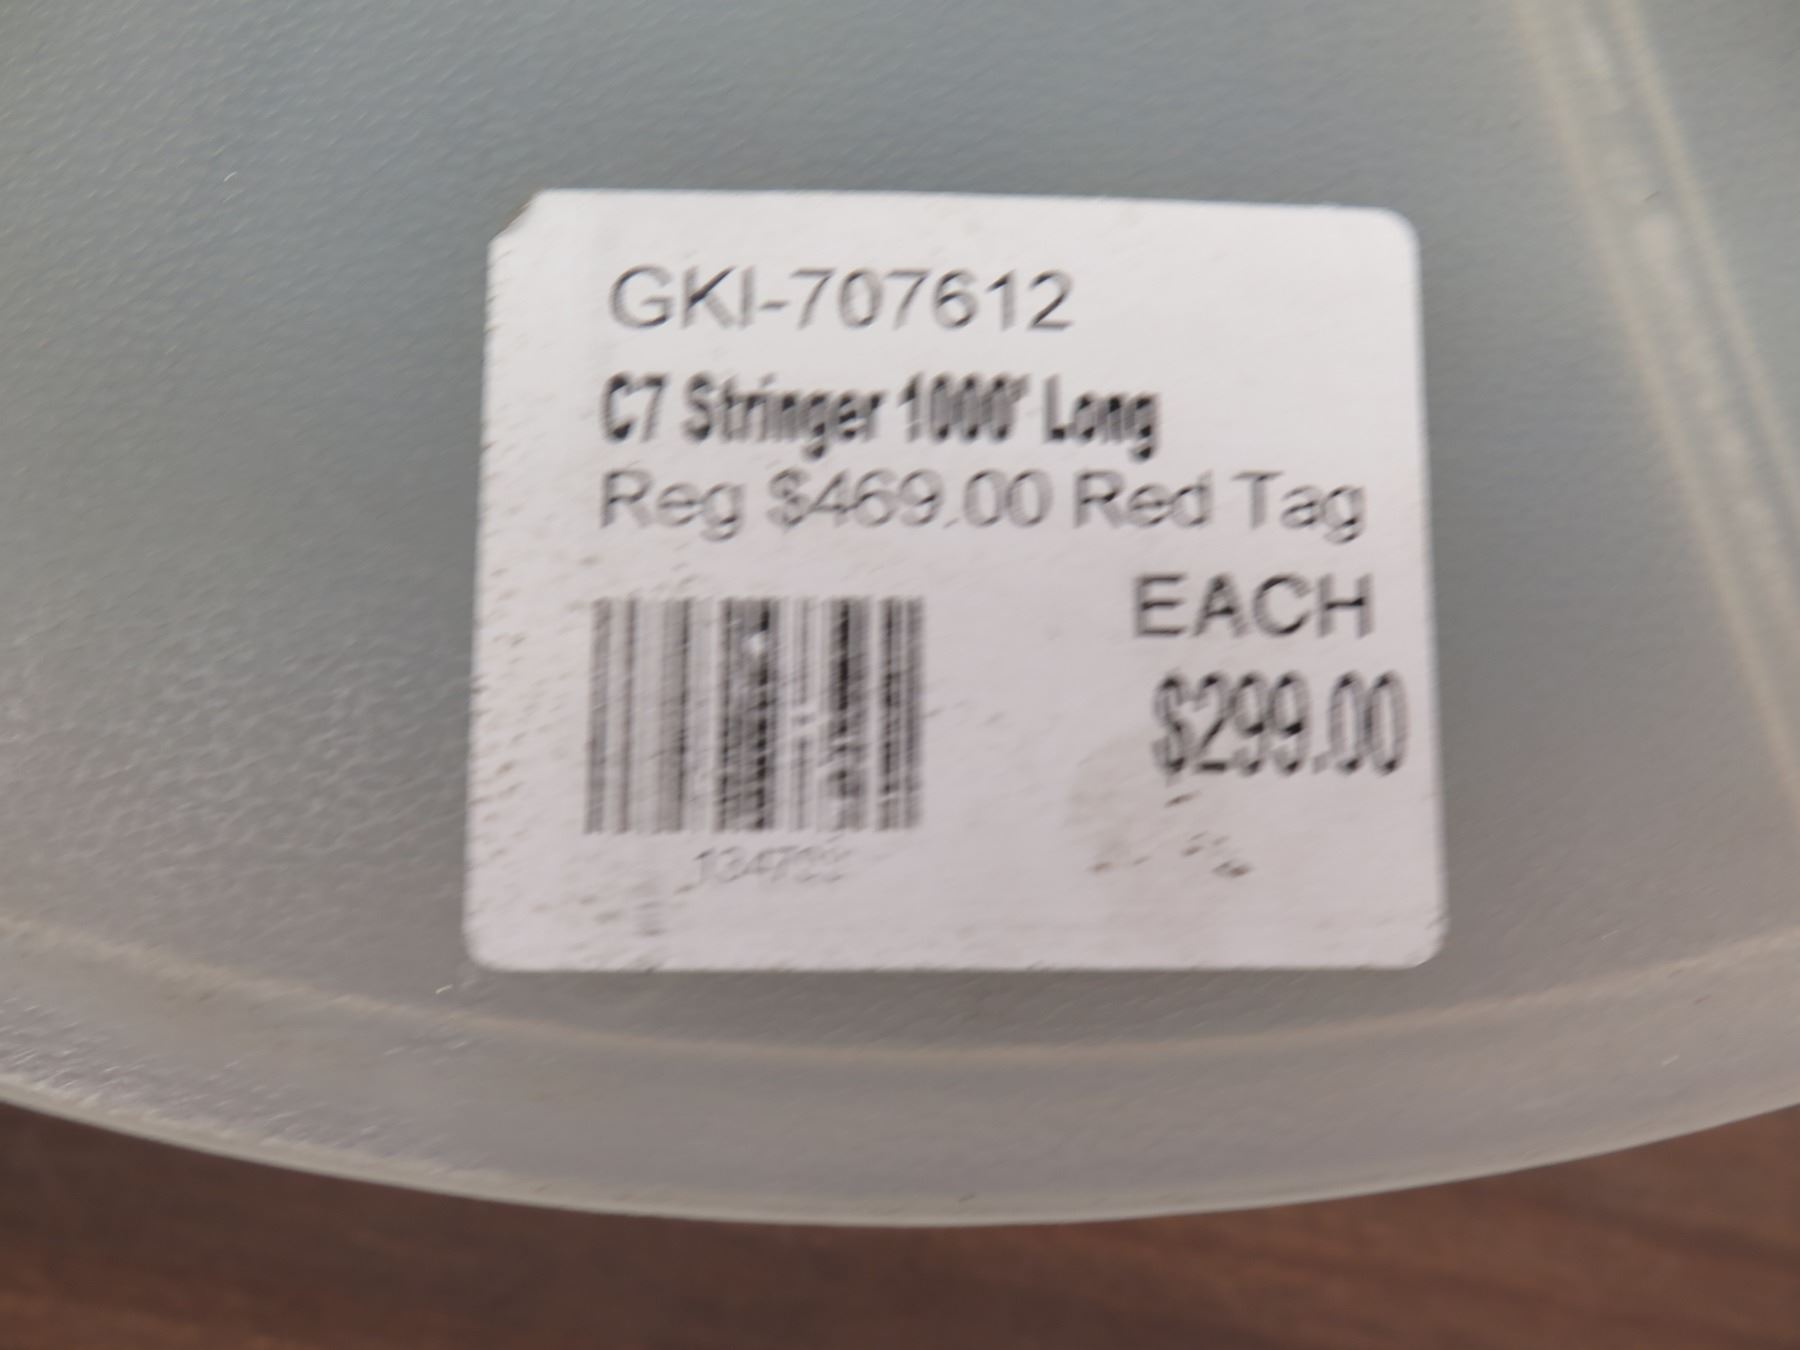 GKI-707612
C7 Stringer 1000' Long
Reg $469.00 Red Tag
EACH
$299.00